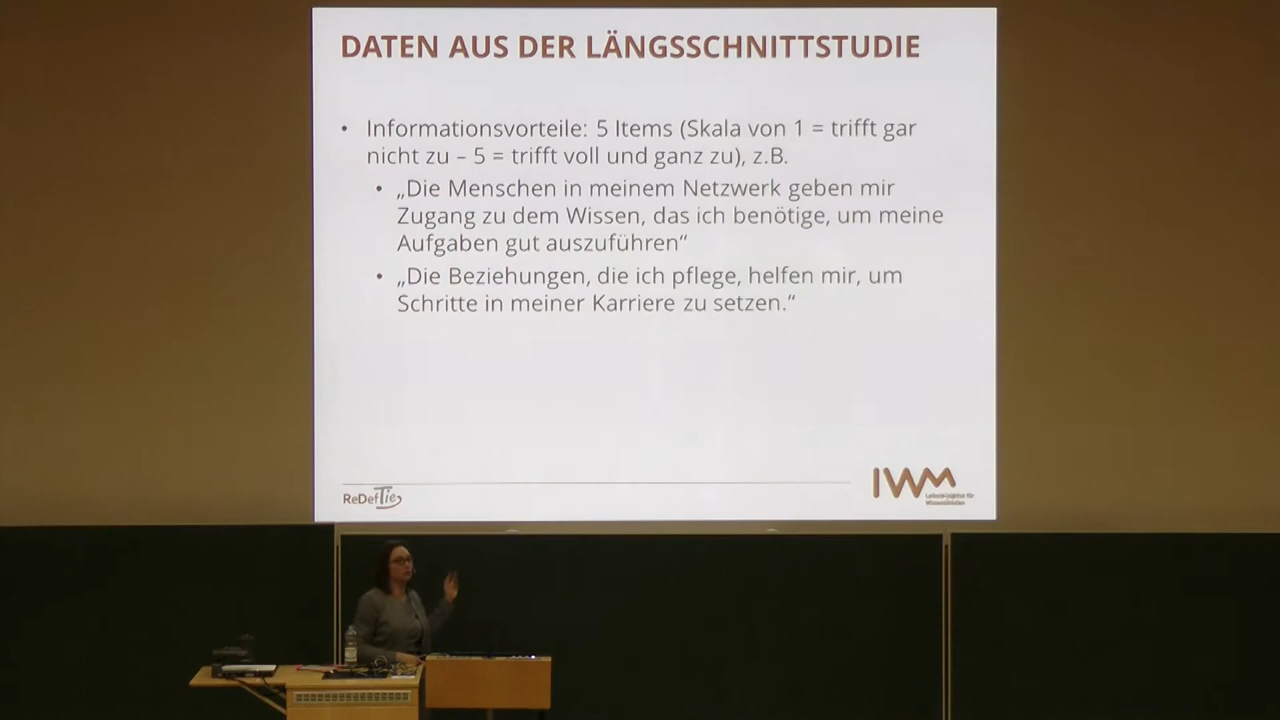 DATEN AUS DER LÄNGSSCHNITTSTUDIE
• Informationsvorteile: 5 Items (Skala von 1 = trifft gar
nicht zu – 5 = trifft voll und ganz zu), z.B.
• „Die Menschen in meinem Netzwerk geben mir
Zugang zu dem Wissen, das ich benötige, um meine
Aufgaben gut auszuführen“
• „Die Beziehungen, die ich pflege, helfen mir, um
Schritte in meiner Karriere zu setzen.“
ReDefTies
IWM
Leibniz-Institut für
Wissensmedien